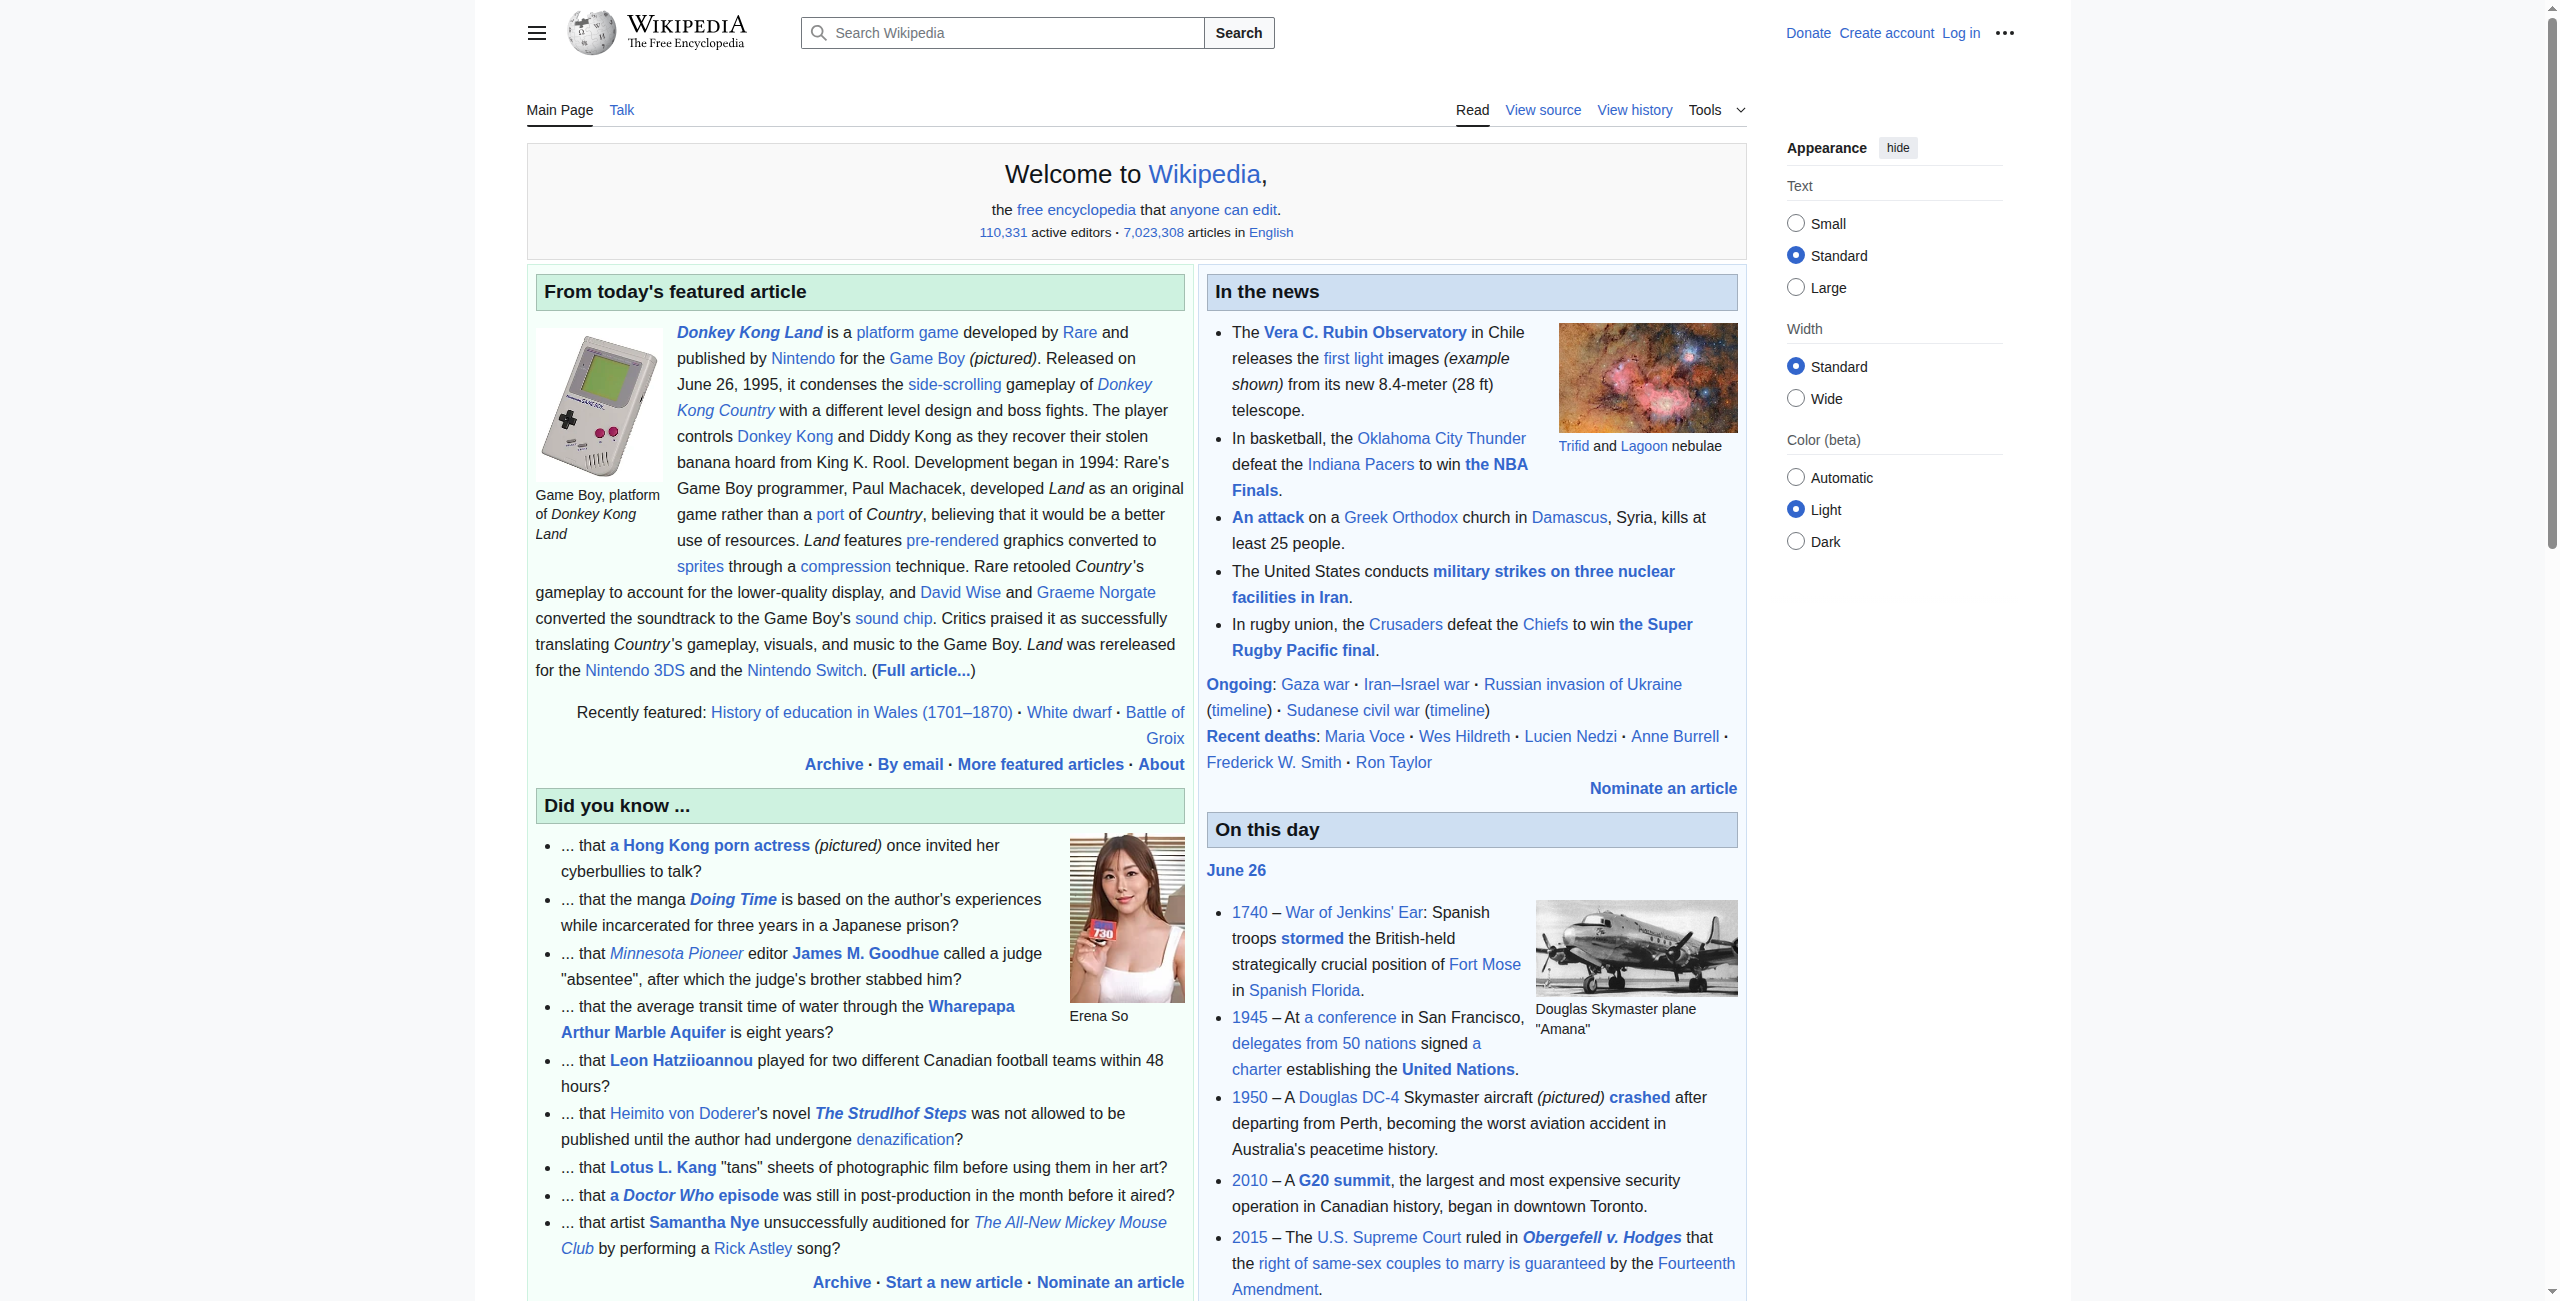 WIKIPEDIA
The Free Encyclopedia
Search Wikipedia
Search
Donate
Create account
Log in
Main Page
Talk
Read
View source
View history
Tools
Welcome to Wikipedia,
the free encyclopedia that anyone can edit.
110,331 active editors · 7,023,308 articles in English
From today's featured article
Game Boy, platform
of Donkey Kong
Land
Donkey Kong Land is a platform game developed by Rare and
published by Nintendo for the Game Boy (pictured). Released on
June 26, 1995, it condenses the side-scrolling gameplay of Donkey
Kong Country with a different level design and boss fights. The player
controls Donkey Kong and Diddy Kong as they recover their stolen
banana hoard from King K. Rool. Development began in 1994: Rare's
Game Boy programmer, Paul Machacek, developed Land as an original
game rather than a port of Country, believing that it would be a better
use of resources. Land features pre-rendered graphics converted to
sprites through a compression technique. Rare retooled Country's
gameplay to account for the lower-quality display, and David Wise and Graeme Norgate
converted the soundtrack to the Game Boy's sound chip. Critics praised it as successfully
translating Country's gameplay, visuals, and music to the Game Boy. Land was rereleased
for the Nintendo 3DS and the Nintendo Switch. (Full article...)
Recently featured: History of education in Wales (1701–1870) · White dwarf · Battle of
Groix
Archive · By email · More featured articles · About
Did you know ...
... that a Hong Kong porn actress (pictured) once invited her
cyberbullies to talk?
... that the manga Doing Time is based on the author's experiences
while incarcerated for three years in a Japanese prison?
... that Minnesota Pioneer editor James M. Goodhue called a judge
"absentee", after which the judge's brother stabbed him?
... that the average transit time of water through the Wharepapa
Arthur Marble Aquifer is eight years?
730
Erena So
... that Leon Hatziioannou played for two different Canadian football teams within 48
hours?
... that Heimito von Doderer's novel The Strudlhof Steps was not allowed to be
published until the author had undergone denazification?
... that Lotus L. Kang "tans" sheets of photographic film before using them in her art?
... that a Doctor Who episode was still in post-production in the month before it aired?
... that artist Samantha Nye unsuccessfully auditioned for The All-New Mickey Mouse
Club by performing a Rick Astley song?
Archive · Start a new article · Nominate an article
In the news
The Vera C. Rubin Observatory in Chile
releases the first light images (example
shown) from its new 8.4-meter (28 ft)
telescope.
Trifid and Lagoon nebulae
In basketball, the Oklahoma City Thunder
defeat the Indiana Pacers to win the NBA
Finals.
An attack on a Greek Orthodox church in Damascus, Syria, kills at
least 25 people.
The United States conducts military strikes on three nuclear
facilities in Iran.
In rugby union, the Crusaders defeat the Chiefs to win the Super
Rugby Pacific final.
Ongoing: Gaza war · Iran–Israel war · Russian invasion of Ukraine
(timeline) · Sudanese civil war (timeline)
Recent deaths: Maria Voce · Wes Hildreth · Lucien Nedzi · Anne Burrell ·
Frederick W. Smith · Ron Taylor
Nominate an article
On this day
June 26
1740 – War of Jenkins' Ear: Spanish
troops stormed the British-held
strategically crucial position of Fort Mose
in Spanish Florida.
Douglas Skymaster plane
"Amana"
1945 – At a conference in San Francisco,
delegates from 50 nations signed a
charter establishing the United Nations.
1950 – A Douglas DC-4 Skymaster aircraft (pictured) crashed after
departing from Perth, becoming the worst aviation accident in
Australia's peacetime history.
2010 – A G20 summit, the largest and most expensive security
operation in Canadian history, began in downtown Toronto.
2015 – The U.S. Supreme Court ruled in Obergefell v. Hodges that
the right of same-sex couples to marry is guaranteed by the Fourteenth
Amendment.
Appearance
hide
Text
Small
Standard
Large
Width
Standard
Wide
Color (beta)
Automatic
Light
Dark